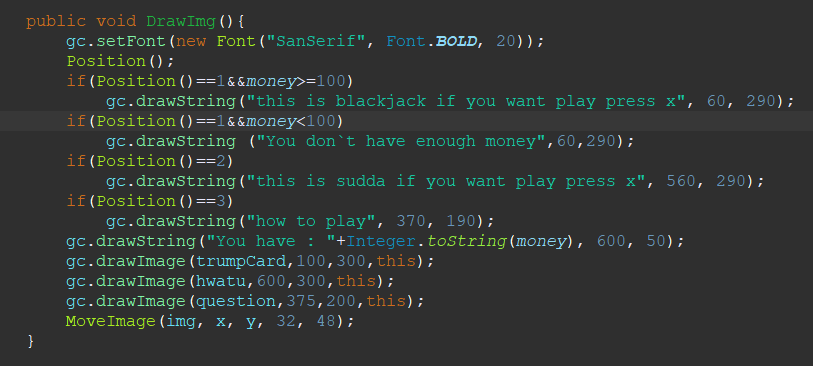 public void DrawImg(){
gc.setFont(new Font("SanSerif", Font.BOLD, 20));
Position();
if(Position()==1&&money>=100)
gc.drawString("this is blackjack if you want play press x", 60, 290);
if(Position()==1&&money<100)
gc.drawString ("You don`t have enough money",60,290);
if(Position()==2)
gc.drawString("this is sudda if you want play press x", 560, 290);
if(Position()==3)
gc.drawString("how to play", 370, 190);
gc.drawString("You have : "+Integer.toString(money), 600, 50);
gc.drawImage(trumpCard,100,300,this);
gc.drawImage(hwatu,600,300,this);
gc.drawImage(question,375,200,this);
MoveImage(img, x, y, 32, 48);
}